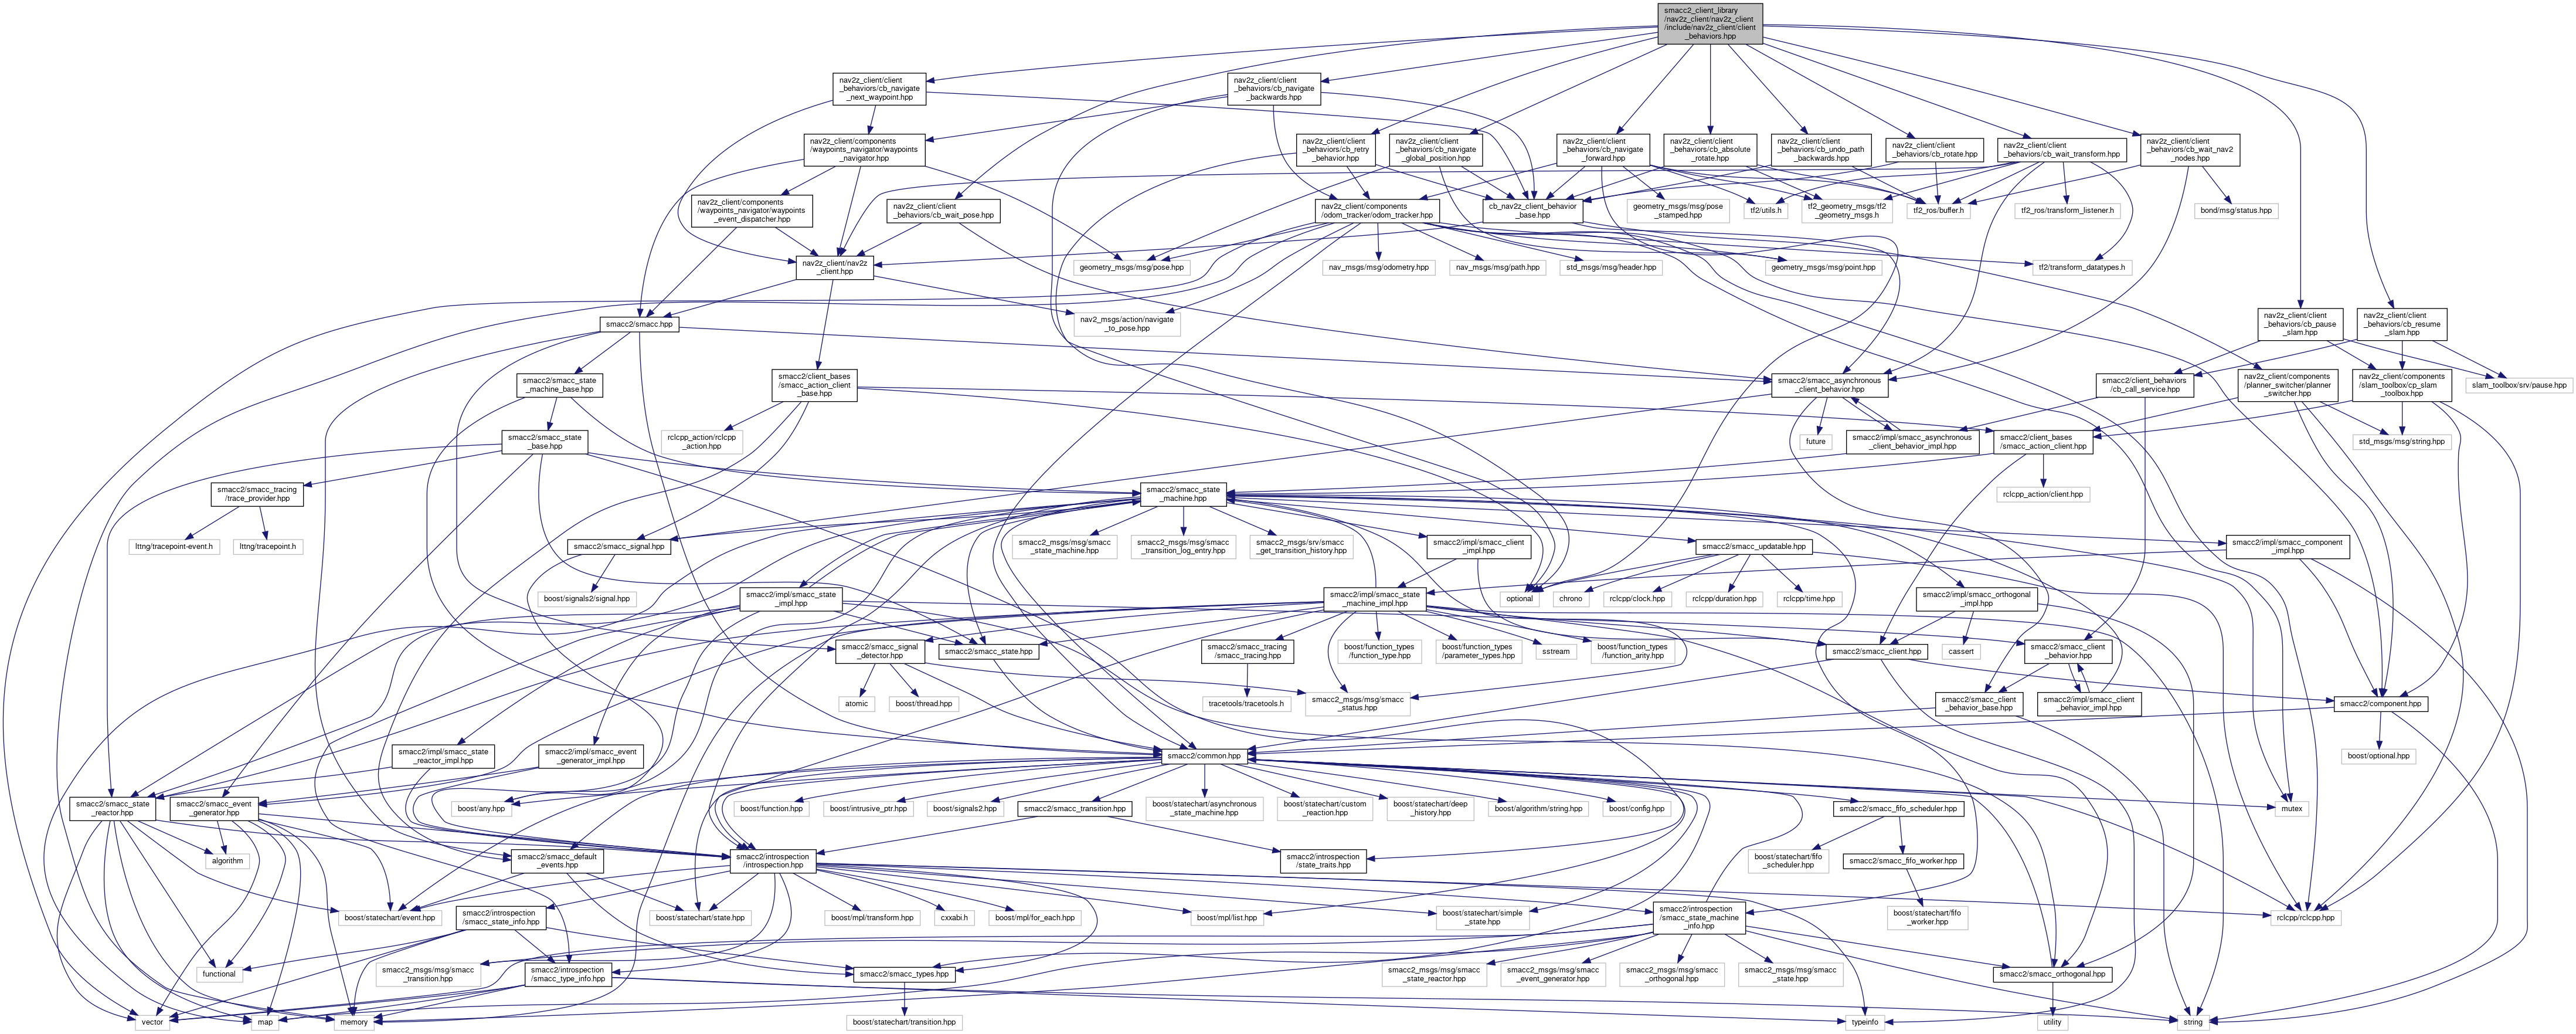 smacc2_client_library
/nav2z_client/nav2z_client
/include/nav2z_client/client
_behaviors.hpp
nav2z_client/client
_behaviors/cb_navigate
_next_waypoint.hpp
nav2z_client/client
_behaviors/cb_navigate
_backwards.hpp
nav2z_client/components
/waypoints_navigator/waypoints
_navigator.hpp
nav2z_client/client
_behaviors/cb_retry
_behavior.hpp
nav2z_client/client
_behaviors/cb_navigate
_global_position.hpp
nav2z_client/client
_behaviors/cb_navigate
_forward.hpp
nav2z_client/client
_behaviors/cb_absolute
_rotate.hpp
nav2z_client/client
_behaviors/cb_undo_path
_backwards.hpp
nav2z_client/client
_behaviors/cb_rotate.hpp
nav2z_client/client
_behaviors/cb_wait_transform.hpp
nav2z_client/client
_behaviors/cb_wait_nav2
_nodes.hpp
nav2z_client/components
/waypoints_navigator/waypoints
_event_dispatcher.hpp
nav2z_client/client
_behaviors/cb_wait_pose.hpp
nav2z_client/components
/odom_tracker/odom_tracker.hpp
cb_nav2z_client_behavior
_base.hpp
geometry_msgs/msg/pose
_stamped.hpp
tf2/utils.h
tf2_geometry_msgs/tf2
_geometry_msgs.h
tf2_ros/buffer.h
tf2_ros/transform_listener.h
bond/msg/status.hpp
nav2z_client/nav2z
_client.hpp
geometry_msgs/msg/pose.hpp
nav_msgs/msg/odometry.hpp
nav_msgs/msg/path.hpp
std_msgs/msg/header.hpp
geometry_msgs/msg/point.hpp
tf2/transform_datatypes.h
smacc2/smacc.hpp
nav2_msgs/action/navigate
_to_pose.hpp
nav2z_client/client
_behaviors/cb_pause
_slam.hpp
nav2z_client/client
_behaviors/cb_resume
_slam.hpp
smacc2/smacc_state
_machine_base.hpp
smacc2/client_bases
/smacc_action_client
_base.hpp
smacc2/smacc_asynchronous
_client_behavior.hpp
smacc2/client_behaviors
/cb_call_service.hpp
nav2z_client/components
/planner_switcher/planner
_switcher.hpp
nav2z_client/components
/slam_toolbox/cp_slam
_toolbox.hpp
slam_toolbox/srv/pause.hpp
smacc2/smacc_state
_base.hpp
rclcpp_action/rclcpp
_action.hpp
future
smacc2/impl/smacc_asynchronous
_client_behavior_impl.hpp
smacc2/client_bases
/smacc_action_client.hpp
std_msgs/msg/string.hpp
smacc2/smacc_tracing
/trace_provider.hpp
smacc2/smacc_state
_machine.hpp
rclcpp_action/client.hpp
lttng/tracepoint-event.h
lttng/tracepoint.h
smacc2/smacc_signal.hpp
smacc2_msgs/msg/smacc
_state_machine.hpp
smacc2_msgs/msg/smacc
_transition_log_entry.hpp
smacc2_msgs/srv/smacc
_get_transition_history.hpp
smacc2/impl/smacc_client
_impl.hpp
smacc2/smacc_updatable.hpp
smacc2/impl/smacc_component
_impl.hpp
boost/signals2/signal.hpp
smacc2/impl/smacc_state
_impl.hpp
smacc2/impl/smacc_state
_machine_impl.hpp
optional
chrono
rclcpp/clock.hpp
rclcpp/duration.hpp
rclcpp/time.hpp
smacc2/impl/smacc_orthogonal
_impl.hpp
smacc2/smacc_signal
_detector.hpp
smacc2/smacc_state.hpp
smacc2/smacc_tracing
/smacc_tracing.hpp
boost/function_types
/function_type.hpp
boost/function_types
/parameter_types.hpp
sstream
boost/function_types
/function_arity.hpp
smacc2/smacc_client.hpp
cassert
smacc2/smacc_client
_behavior.hpp
atomic
boost/thread.hpp
tracetools/tracetools.h
smacc2_msgs/msg/smacc
_status.hpp
smacc2/smacc_client
_behavior_base.hpp
smacc2/impl/smacc_client
_behavior_impl.hpp
smacc2/component.hpp
smacc2/impl/smacc_state
_reactor_impl.hpp
smacc2/impl/smacc_event
_generator_impl.hpp
smacc2/common.hpp
boost/optional.hpp
smacc2/smacc_state
_reactor.hpp
smacc2/smacc_event
_generator.hpp
boost/any.hpp
boost/function.hpp
boost/intrusive_ptr.hpp
boost/signals2.hpp
smacc2/smacc_transition.hpp
boost/statechart/asynchronous
_state_machine.hpp
boost/statechart/custom
_reaction.hpp
boost/statechart/deep
_history.hpp
boost/algorithm/string.hpp
boost/config.hpp
smacc2/smacc_fifo_scheduler.hpp
mutex
algorithm
smacc2/smacc_default
_events.hpp
smacc2/introspection
/introspection.hpp
smacc2/introspection
/state_traits.hpp
boost/statechart/fifo
_scheduler.hpp
smacc2/smacc_fifo_worker.hpp
boost/statechart/event.hpp
smacc2/introspection
/smacc_state_info.hpp
boost/statechart/state.hpp
boost/mpl/transform.hpp
cxxabi.h
boost/mpl/for_each.hpp
boost/mpl/list.hpp
boost/statechart/simple
_state.hpp
smacc2/introspection
/smacc_state_machine
_info.hpp
boost/statechart/fifo
_worker.hpp
rclcpp/rclcpp.hpp
functional
smacc2_msgs/msg/smacc
_transition.hpp
smacc2/introspection
/smacc_type_info.hpp
smacc2/smacc_types.hpp
smacc2_msgs/msg/smacc
_state_reactor.hpp
smacc2_msgs/msg/smacc
_event_generator.hpp
smacc2_msgs/msg/smacc
_orthogonal.hpp
smacc2_msgs/msg/smacc
_state.hpp
smacc2/smacc_orthogonal.hpp
vector
map
memory
boost/statechart/transition.hpp
typeinfo
utility
string